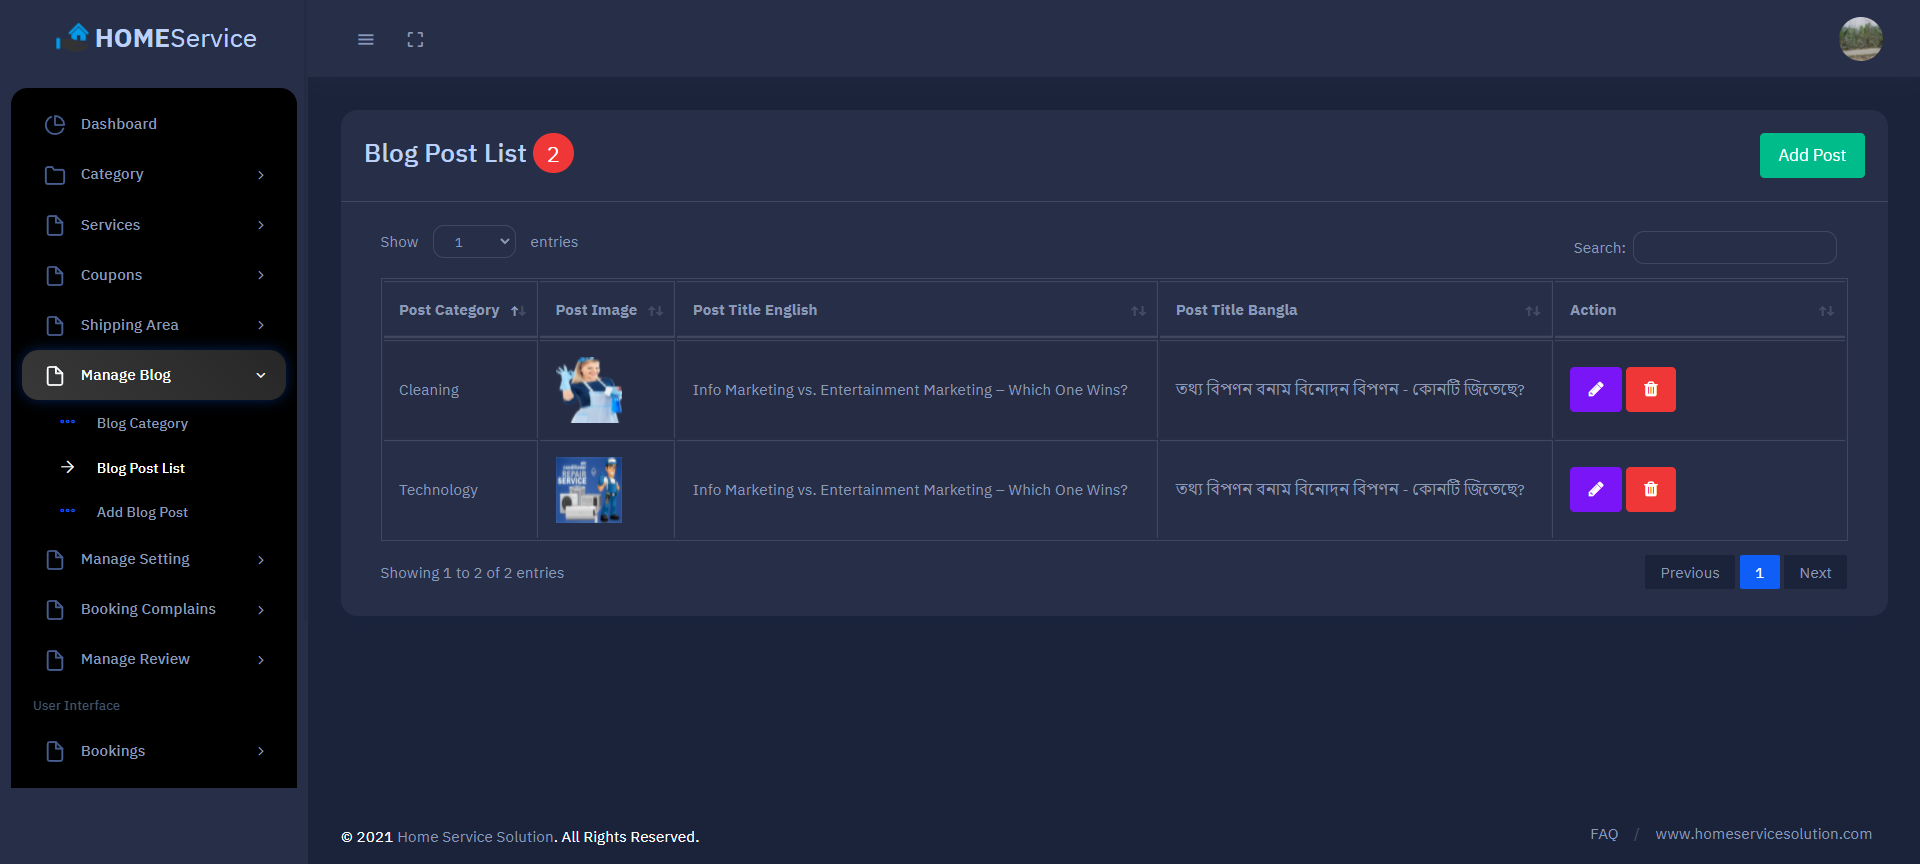 HOMEService
Dashboard
Category
Services
Coupons
Shipping Area
Manage Blog
Blog Category
Blog Post List
Add Blog Post
Manage Setting
Booking Complains
Manage Review
User Interface
Bookings
Blog Post List 2
Add Post
Show 1 entries
Search:
Post Category Post Image Post Title English Post Title Bangla Action
Cleaning Info Marketing vs. Entertainment Marketing – Which One Wins? তথ্য বিপণন বনাম বিনোদন বিপণন - কোনটি জিতেছে?
REPAIR
SERVICE
Technology Info Marketing vs. Entertainment Marketing – Which One Wins? তথ্য বিপণন বনাম বিনোদন বিপণন - কোনটি জিতেছে?
Showing 1 to 2 of 2 entries
Previous 1 Next
© 2021 Home Service Solution. All Rights Reserved.
FAQ / www.homeservicesolution.com